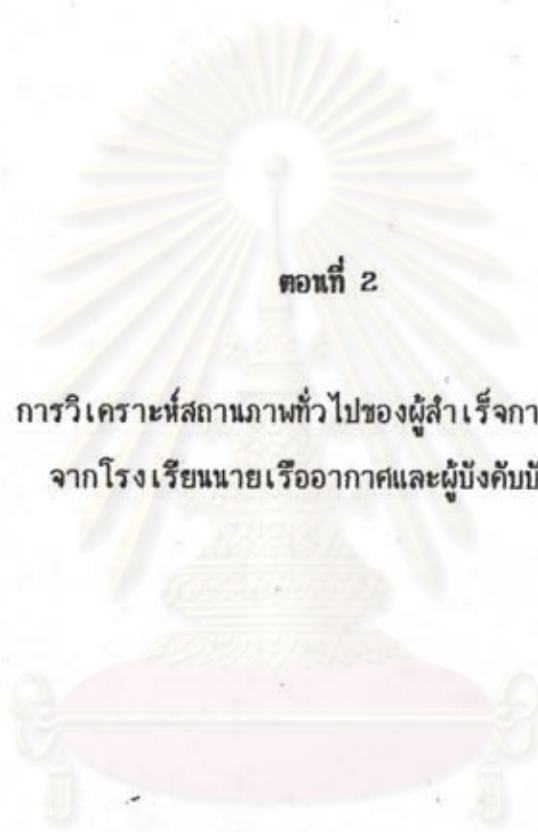 ตอนที่ 2
การวิเคราะห์สถานภาพทั่วไปของผู้สำเร็จกา
จากโรงเรียนนายเรืออากาศและผู้บังคับบั